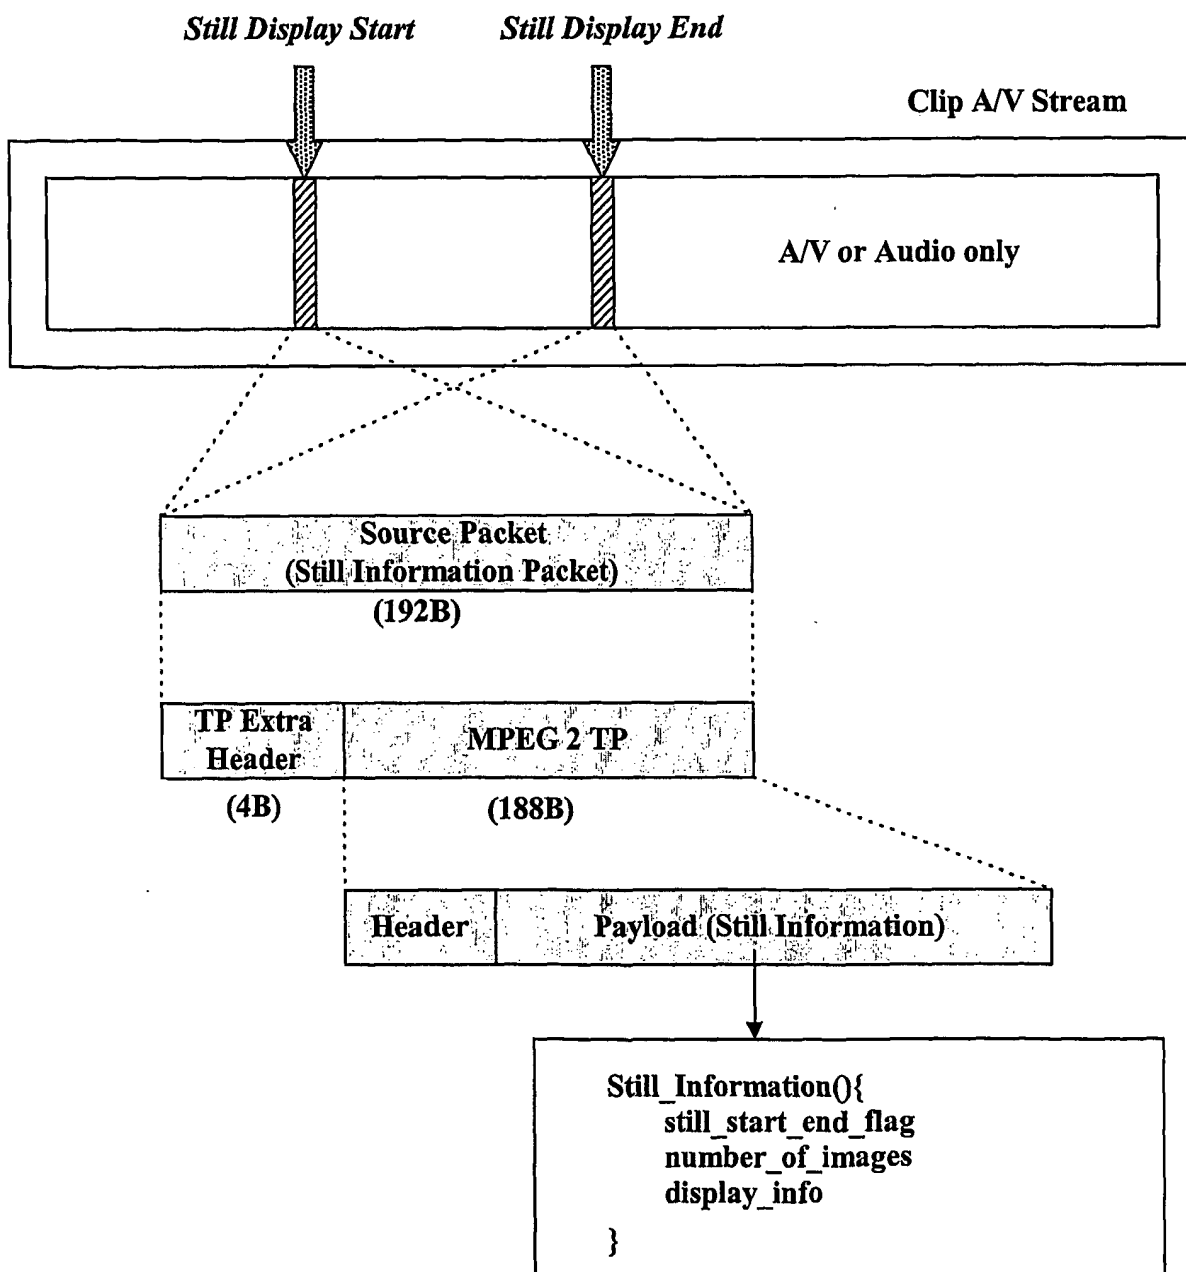 Still Display Start
Still Display End
Clip A/V Stream
A/V or Audio only
Source Packet
(Still Information Packet)
(192B)
TP Extra
Header
MPEG 2 TP
(4B)
(188B)
Header
Payload (Still Information)
Still_Information(){
still_start_end_flag
number_of_images
display_info
}